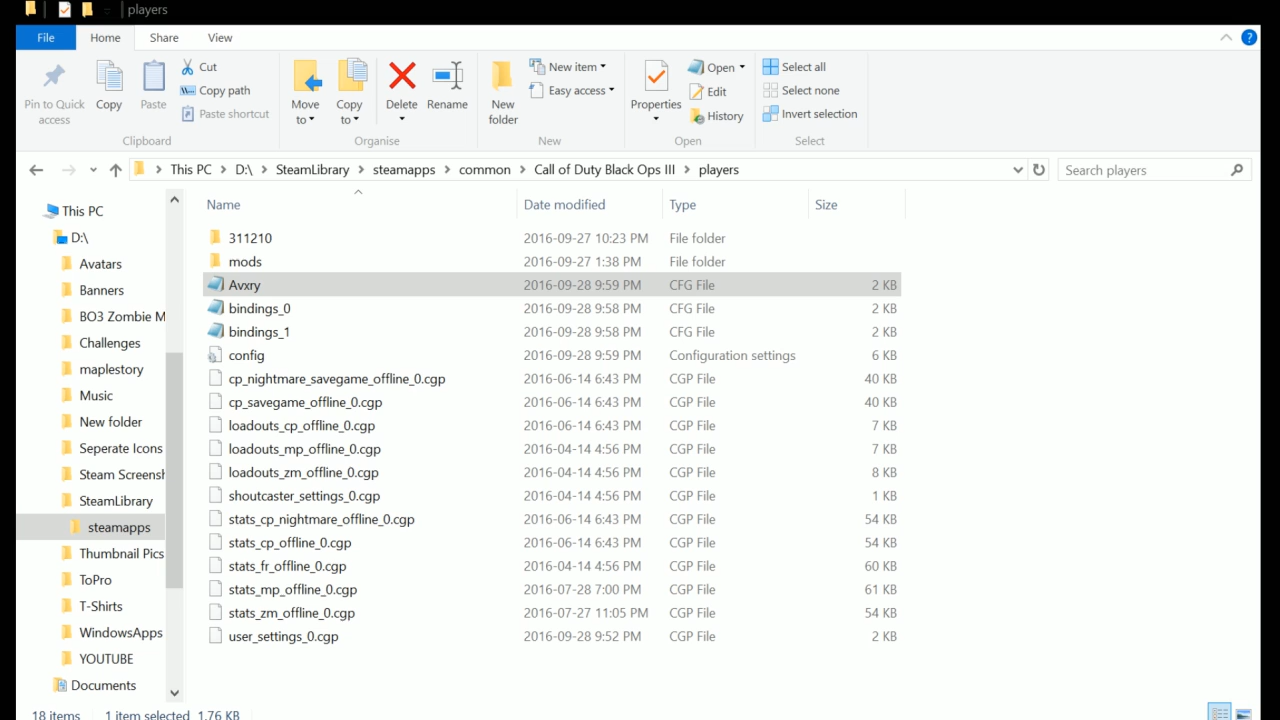 players
File Home Share View
Pin to Quick access
Copy
Paste
Cut
Copy path
Paste shortcut
Clipboard
Move to
Copy to
Delete
Rename
Organise
New folder
New item
Easy access
New
Properties
Open
Edit
History
Open
Select all
Select none
Invert selection
Select
This PC D:\ SteamLibrary steamapps common Call of Duty Black Ops III players
Search players
This PC
D:\
Avatars
Banners
BO3 Zombie M
Challenges
maplestory
Music
New folder
Seperate Icons
Steam Screensh
SteamLibrary
steamapps
Thumbnail Pics
ToPro
T-Shirts
WindowsApps
YOUTUBE
Documents
Name Date modified Type Size
311210 2016-09-27 10:23 PM File folder
mods 2016-09-27 1:38 PM File folder
Avxry 2016-09-28 9:59 PM CFG File 2 KB
bindings_0 2016-09-28 9:58 PM CFG File 2 KB
bindings_1 2016-09-28 9:58 PM CFG File 2 KB
config 2016-09-28 9:59 PM Configuration settings 6 KB
cp_nightmare_savegame_offline_0.cgp 2016-06-14 6:43 PM CGP File 40 KB
cp_savegame_offline_0.cgp 2016-06-14 6:43 PM CGP File 40 KB
loadouts_cp_offline_0.cgp 2016-06-14 6:43 PM CGP File 7 KB
loadouts_mp_offline_0.cgp 2016-04-14 4:56 PM CGP File 7 KB
loadouts_zm_offline_0.cgp 2016-04-14 4:56 PM CGP File 8 KB
shoutcaster_settings_0.cgp 2016-04-14 4:56 PM CGP File 1 KB
stats_cp_nightmare_offline_0.cgp 2016-06-14 6:43 PM CGP File 54 KB
stats_cp_offline_0.cgp 2016-06-14 6:43 PM CGP File 54 KB
stats_fr_offline_0.cgp 2016-04-14 4:56 PM CGP File 60 KB
stats_mp_offline_0.cgp 2016-07-28 7:00 PM CGP File 61 KB
stats_zm_offline_0.cgp 2016-07-27 11:05 PM CGP File 54 KB
user_settings_0.cgp 2016-09-28 9:52 PM CGP File 2 KB
18 items 1 item selected 1.76 KB